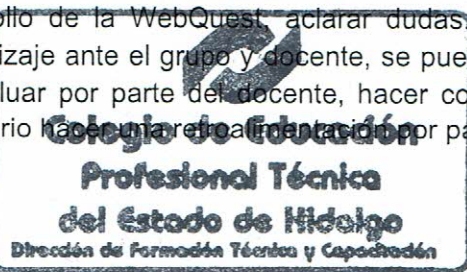 ollo de la WebQuest, aclarar dudas,
izaje ante el grupo y docente, se pue
luar por parte del docente, hacer co
rio hacer una retroalimentación por pa
Colegio de Educación
Profesional Técnica
del Estado de Hidalgo
Dirección de Formación Técnica y Capacitación